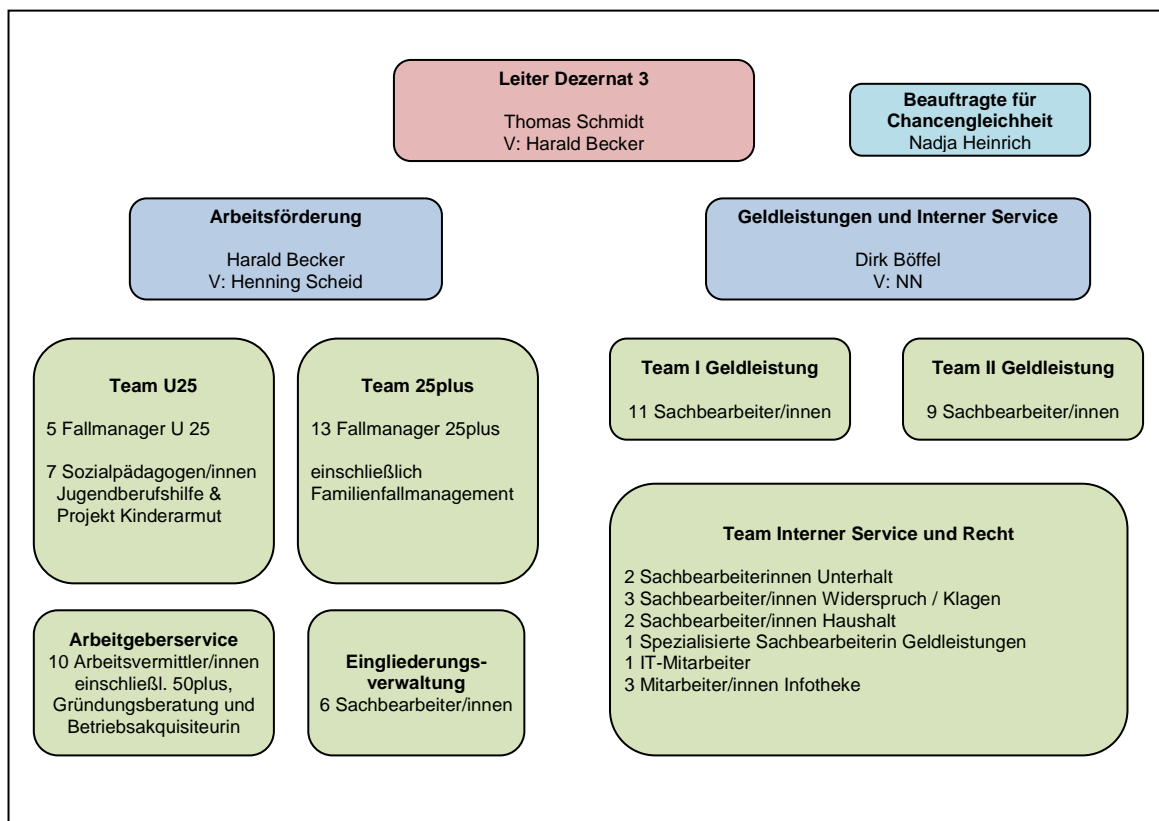 Leiter Dezernat 3
Thomas Schmidt
V: Harald Becker
Beauftragte für
Chancengleichheit
Nadja Heinrich
Arbeitsförderung
Harald Becker
V: Henning Scheid
Geldleistungen und Interner Service
Dirk Böffel
V: NN
Team U25
5 Fallmanager U 25
7 Sozialpädagogen/innen
Jugendberufshilfe &
Projekt Kinderarmut
Team 25plus
13 Fallmanager 25plus
einschließlich
Familienfallmanagement
Team I Geldleistung
11 Sachbearbeiter/innen
Team II Geldleistung
9 Sachbearbeiter/innen
Arbeitgeberservice
10 Arbeitsvermittler/innen
einschließl. 50plus,
Gründungsberatung und
Betriebsakquisiteurin
Eingliederungs-
verwaltung
6 Sachbearbeiter/innen
Team Interner Service und Recht
2 Sachbearbeiterinnen Unterhalt
3 Sachbearbeiter/innen Widerspruch / Klagen
2 Sachbearbeiter/innen Haushalt
1 Spezialisierte Sachbearbeiterin Geldleistungen
1 IT-Mitarbeiter
3 Mitarbeiter/innen Infotheke